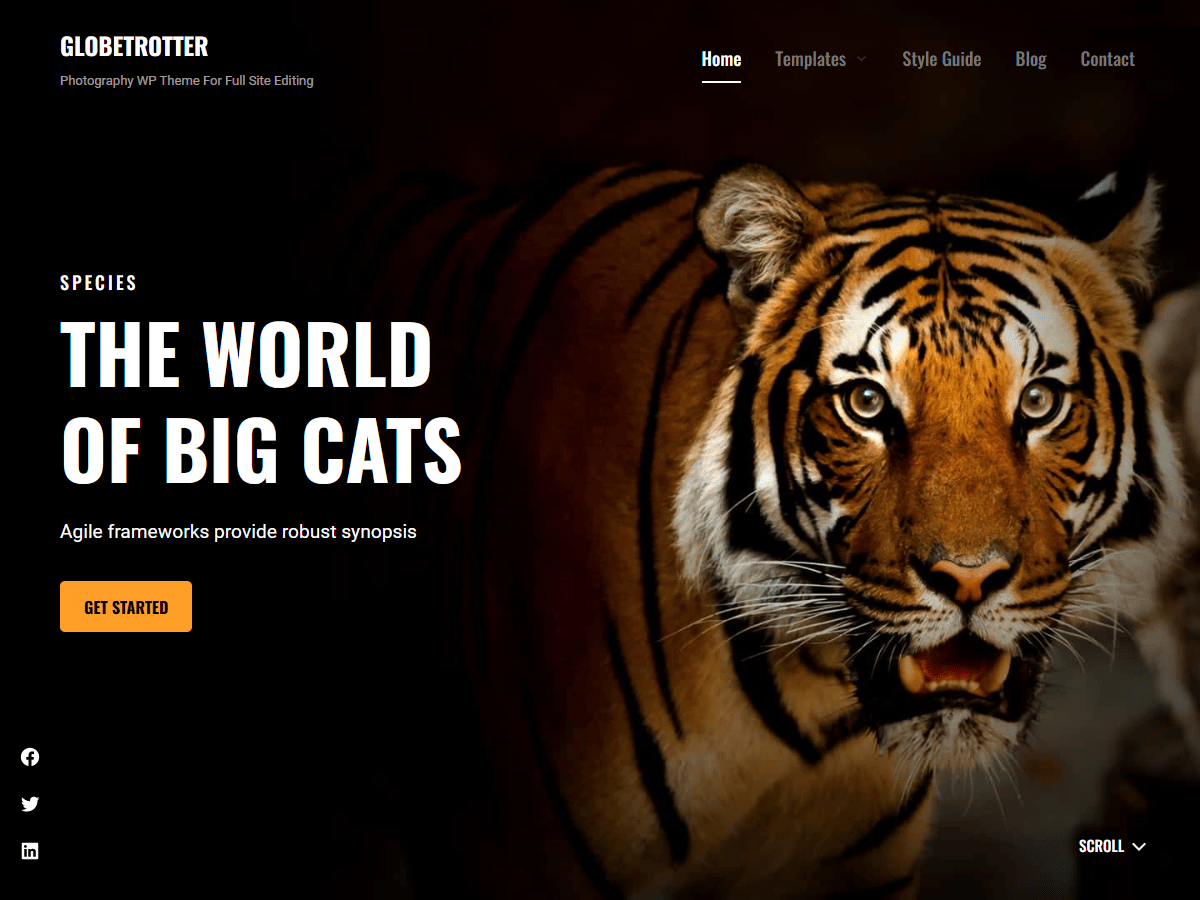 GLOBETROTTER
Photography WP Theme For Full Site Editing
Home Templates Style Guide Blog Contact
SPECIES
THE WORLD
OF BIG CATS
Agile frameworks provide robust synopsis
GET STARTED
SCROLL